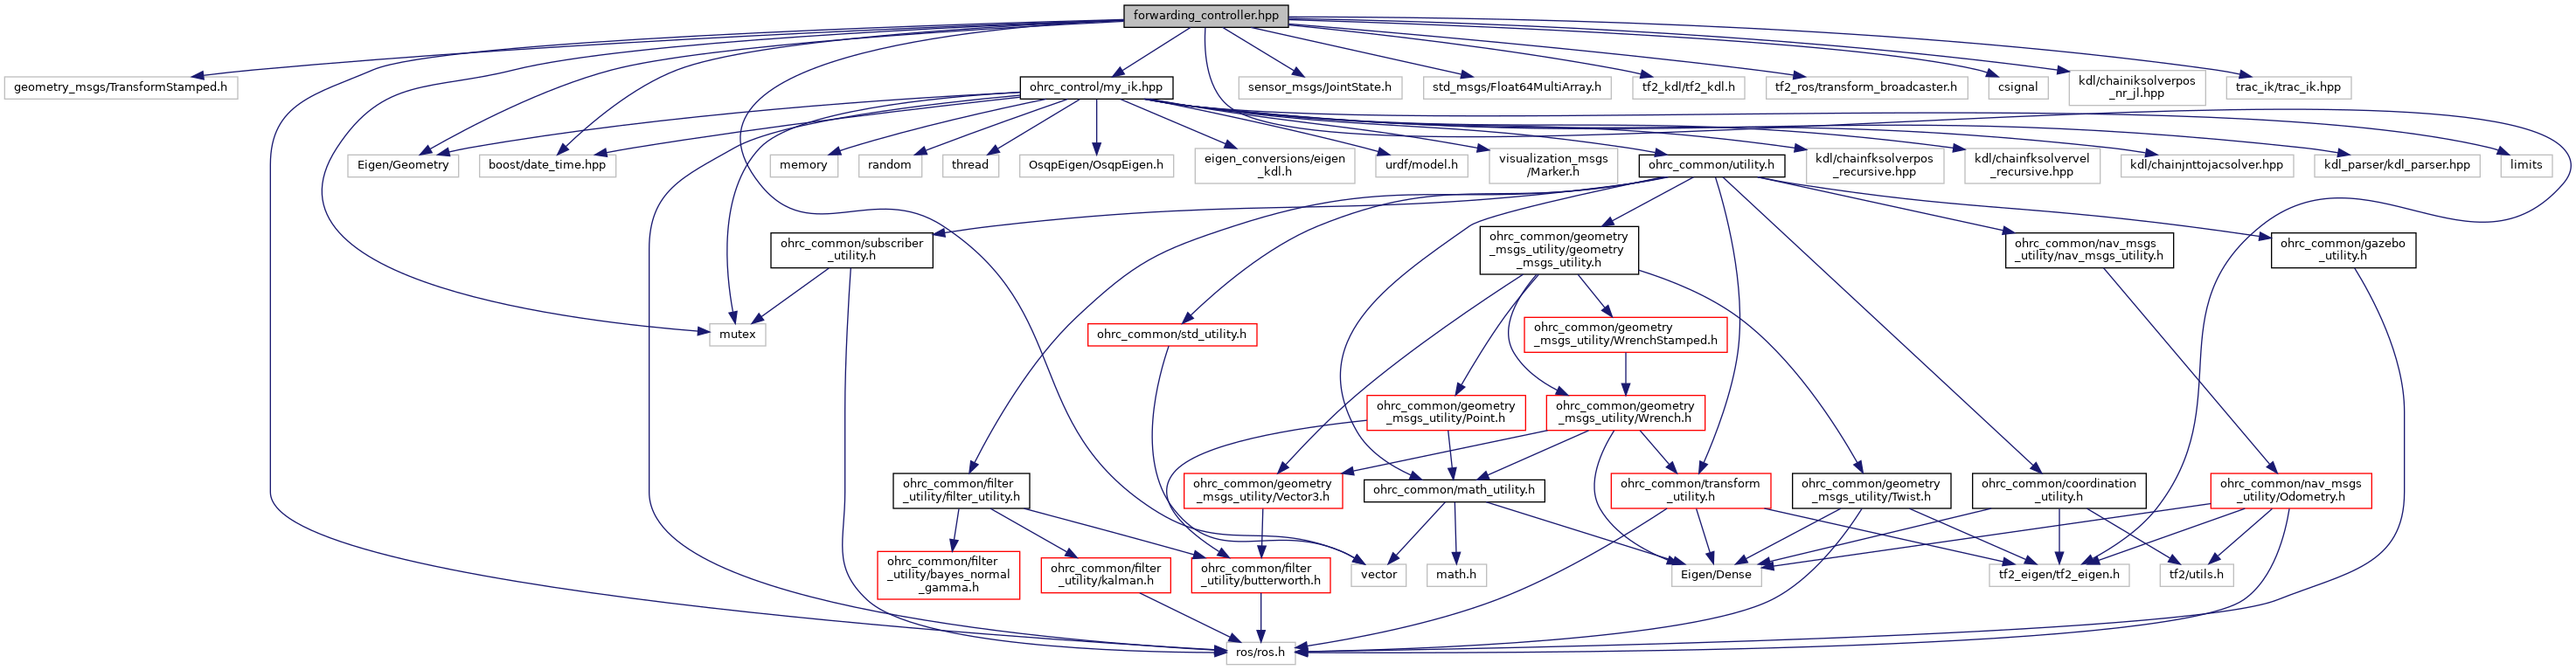 forwarding_controller.hpp
geometry_msgs/TransformStamped.h
ohrc_control/my_ik.hpp
sensor_msgs/JointState.h
std_msgs/Float64MultiArray.h
tf2_kdl/tf2_kdl.h
tf2_ros/transform_broadcaster.h
csignal
kdl/chainiksolverpos
_nr_jl.hpp
trac_ik/trac_ik.hpp
Eigen/Geometry
boost/date_time.hpp
memory
random
thread
OsqpEigen/OsqpEigen.h
eigen_conversions/eigen
_kdl.h
urdf/model.h
visualization_msgs
/Marker.h
ohrc_common/utility.h
kdl/chainfksolverpos
_recursive.hpp
kdl/chainfksolvervel
_recursive.hpp
kdl/chainjnttojacsolver.hpp
kdl_parser/kdl_parser.hpp
limits
ohrc_common/subscriber
_utility.h
ohrc_common/geometry
_msgs_utility/geometry
_msgs_utility.h
ohrc_common/nav_msgs
_utility/nav_msgs_utility.h
ohrc_common/gazebo
_utility.h
mutex
ohrc_common/std_utility.h
ohrc_common/geometry
_msgs_utility/WrenchStamped.h
ohrc_common/geometry
_msgs_utility/Point.h
ohrc_common/geometry
_msgs_utility/Wrench.h
ohrc_common/filter
_utility/filter_utility.h
ohrc_common/geometry
_msgs_utility/Vector3.h
ohrc_common/math_utility.h
ohrc_common/transform
_utility.h
ohrc_common/geometry
_msgs_utility/Twist.h
ohrc_common/coordination
_utility.h
ohrc_common/nav_msgs
_utility/Odometry.h
ohrc_common/filter
_utility/bayes_normal
_gamma.h
ohrc_common/filter
_utility/kalman.h
ohrc_common/filter
_utility/butterworth.h
vector
math.h
Eigen/Dense
tf2_eigen/tf2_eigen.h
tf2/utils.h
ros/ros.h